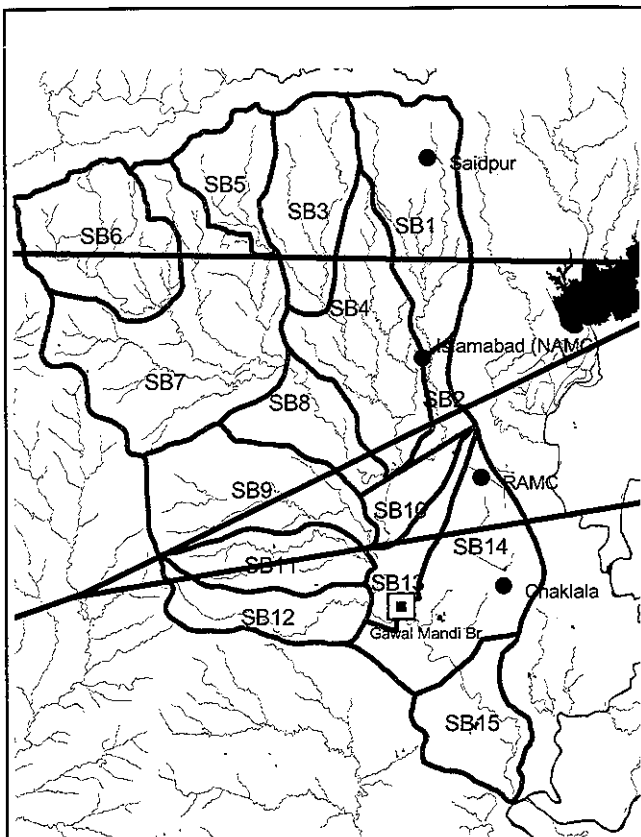 Saidpur
SB5
SB3
SB1
SB6
SB4
Islamabad (NAMC)
SB7
SB2
SB8
RAMC
SB9
SB10
SB14
SB11
SB13
Chaklala
SB12
Gawal Mandi Br
SB15